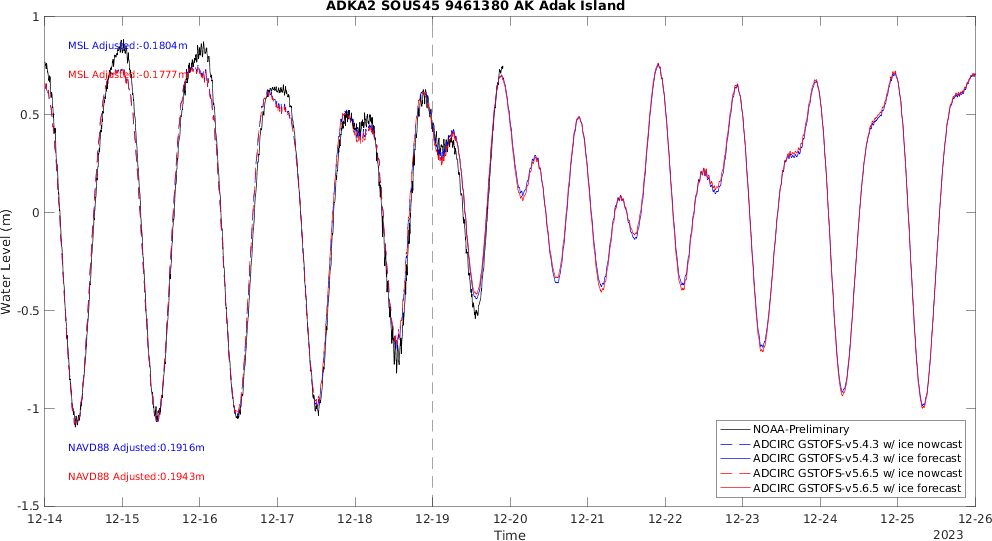 ADKA2 SOUS45 9461380 AK Adak Island
1
0.5
0
-0.5
-1
-1.5
Water Level (m)
MSL Adjusted:-0.1804m
MSL Adjusted:-0.1777m
NAVD88 Adjusted:0.1916m
NAVD88 Adjusted:0.1943m
NOAA-Preliminary
ADCIRC GSTOFS-v5.4.3 w/ ice nowcast
ADCIRC GSTOFS-v5.4.3 w/ ice forecast
ADCIRC GSTOFS-v5.6.5 w/ ice nowcast
ADCIRC GSTOFS-v5.6.5 w/ ice forecast
12-14 12-15 12-16 12-17 12-18 12-19 12-20 12-21 12-22 12-23 12-24 12-25 12-26
Time
2023